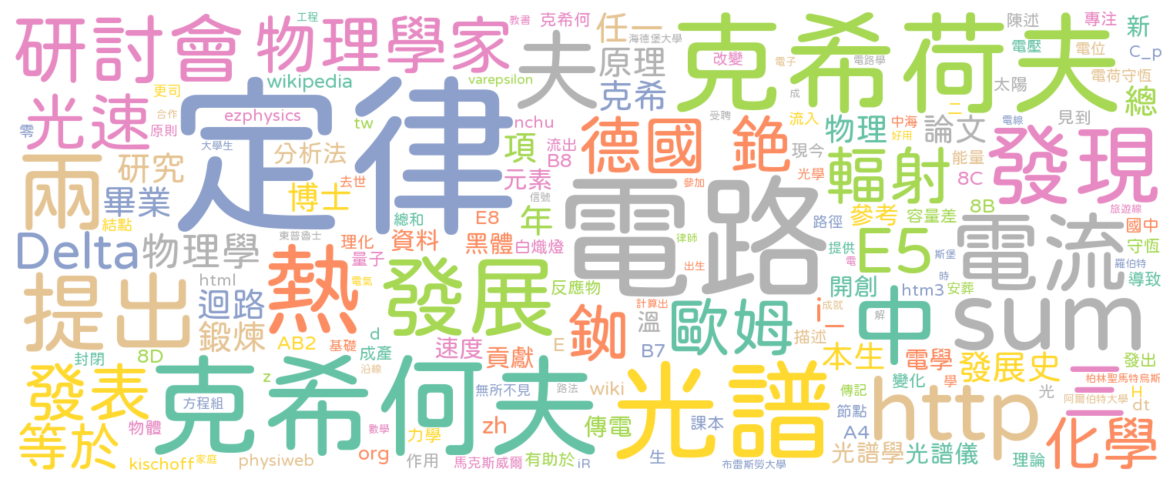 研討會
物理學家
工程
夫
教書
克希何
海德堡大學
任一
原理
克希
克希荷夫
改變
電子
電路學
成
陳述
專注
電壓
太陽
新
C_p
電位
電荷守恆
總
見到
二
wikipedia
varepsilon
更司
合作
原則
光速
零
ezphysics
大學生
tw
定律
nchu
流出
B8
項
元素
信號
德國
鉋
受聘
光學
參加
律師
出生
物理
現今
流入
中海
好用
論文
電線
能量
8C
輻射
發現
旅遊線
兩
研究
結點
分析法
去世
博士
畢業
東普魯士
年
總和
E8
理化
量子
資料
黑體
白熾燈
電路
路徑
提供
電
參考
容量差
8B
斯堡
時
國中
守恆
羅伯特
導致
Delta
物理學
html
迴路
電氣
熱
發展
反應物
E5
電流
開創
htm3
安葬
提出
鍛煉
AB2
基礎
d
成產
沿線
速度
貢獻
E
溫
B7
計算出
成就
解
銣
歐姆
i_
描述
中
sum
封閉
8D
z
無所不見
路法
wiki
本生
電學
發展史
發出
柏林聖馬特烏斯
發表
方程組
克希何夫
光譜
傳記
變化
學
阿爾伯特大學
http
光
三
H
dt
等於
物體
數學
力學
zh
傳電
課本
節點
A4
生
化學
kischoff
家庭
physiweb
org
作用
馬克斯威爾
有助於
iR
布雷斯勞大學
光譜學
光譜儀
理論